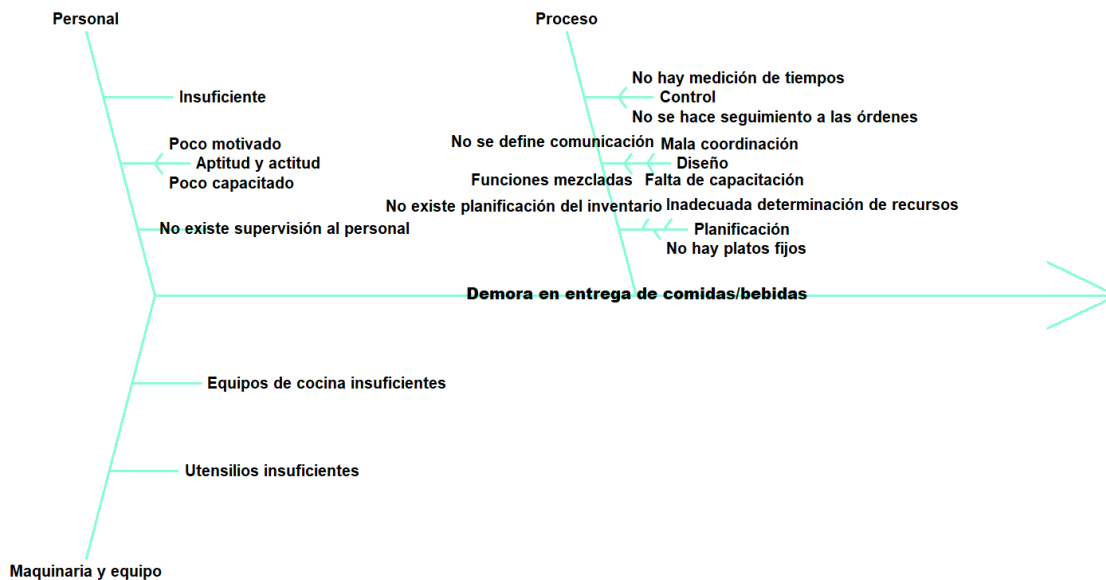 Personal
Proceso
No hay medición de tiempos
Insuficiente
Control
No se hace seguimiento a las órdenes
Poco motivado
No se define comunicación
Mala coordinación
Aptitud y actitud
Diseño
Poco capacitado
Funciones mezcladas
Falta de capacitación
No existe planificación del inventario
Inadecuada determinación de recursos
No existe supervisión al personal
Planificación
No hay platos fijos
Demora en entrega de comidas/bebidas
Equipos de cocina insuficientes
Utensilios insuficientes
Maquinaria y equipo